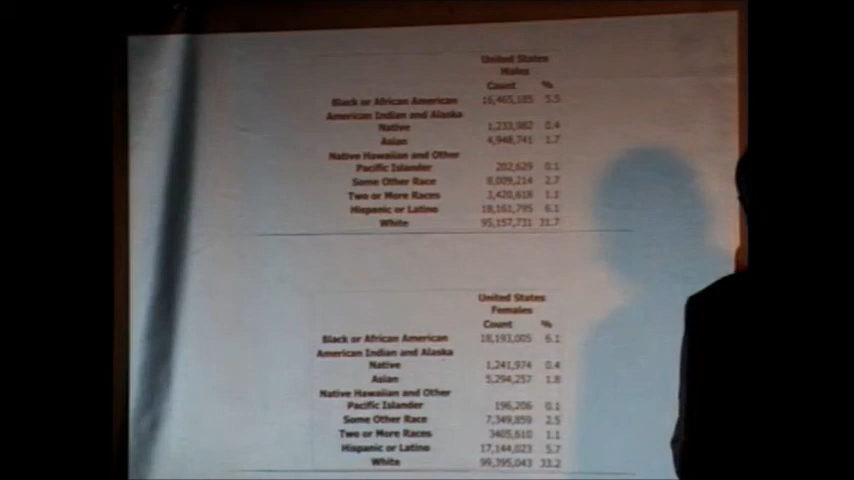 United States
Males
Count %
Black or African American 16,465,185 5.5
American Indian and Alaska
Native 1,233,982 0.4
Asian 4,948,741 1.7
Native Hawaiian and Other
Pacific Islander 202,629 0.1
Some Other Race 8,009,214 2.7
Two or More Races 1.1
Hispanic or Latino 18,161,795 6.1
White 95,157,731 31.7
United States
Females
Count %
Black or African American 18,193,005 6.1
American Indian and Alaska
Native 1,241,974 0.4
Asian 5,294,257 1.8
Native Hawaiian and Other
Pacific Islander 196,206 0.1
Some Other Race 7,349,859 2.5
Two or More Races 3405,610 1.1
Hispanic or Latino 17,144,023 5.7
White 99,395,043 33.2